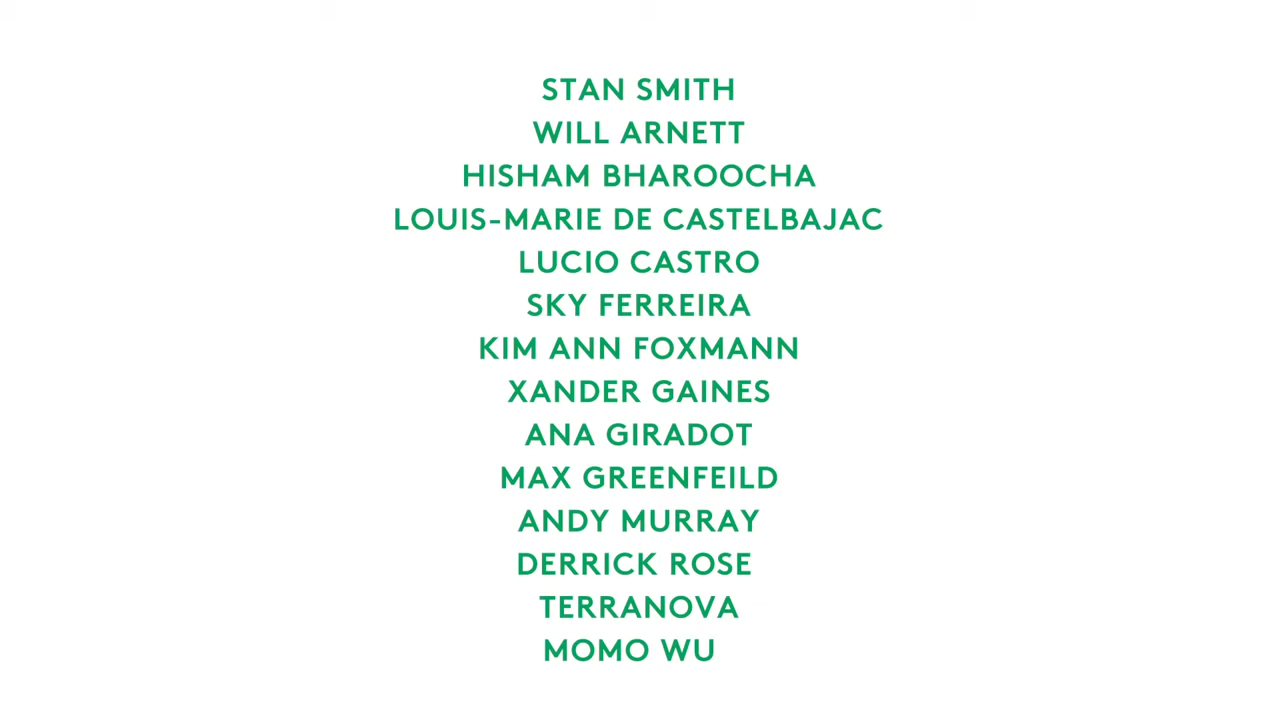 STAN SMITH
WILL ARNETT
HISHAM BHAROOCHA
LOUIS-MARIE DE CASTELBAJAC
LUCIO CASTRO
SKY FERREIRA
KIM ANN FOXMANN
XANDER GAINES
ANA GIRADOT
MAX GREENFEILD
ANDY MURRAY
DERRICK ROSE
TERRANOVA
MOMO WU